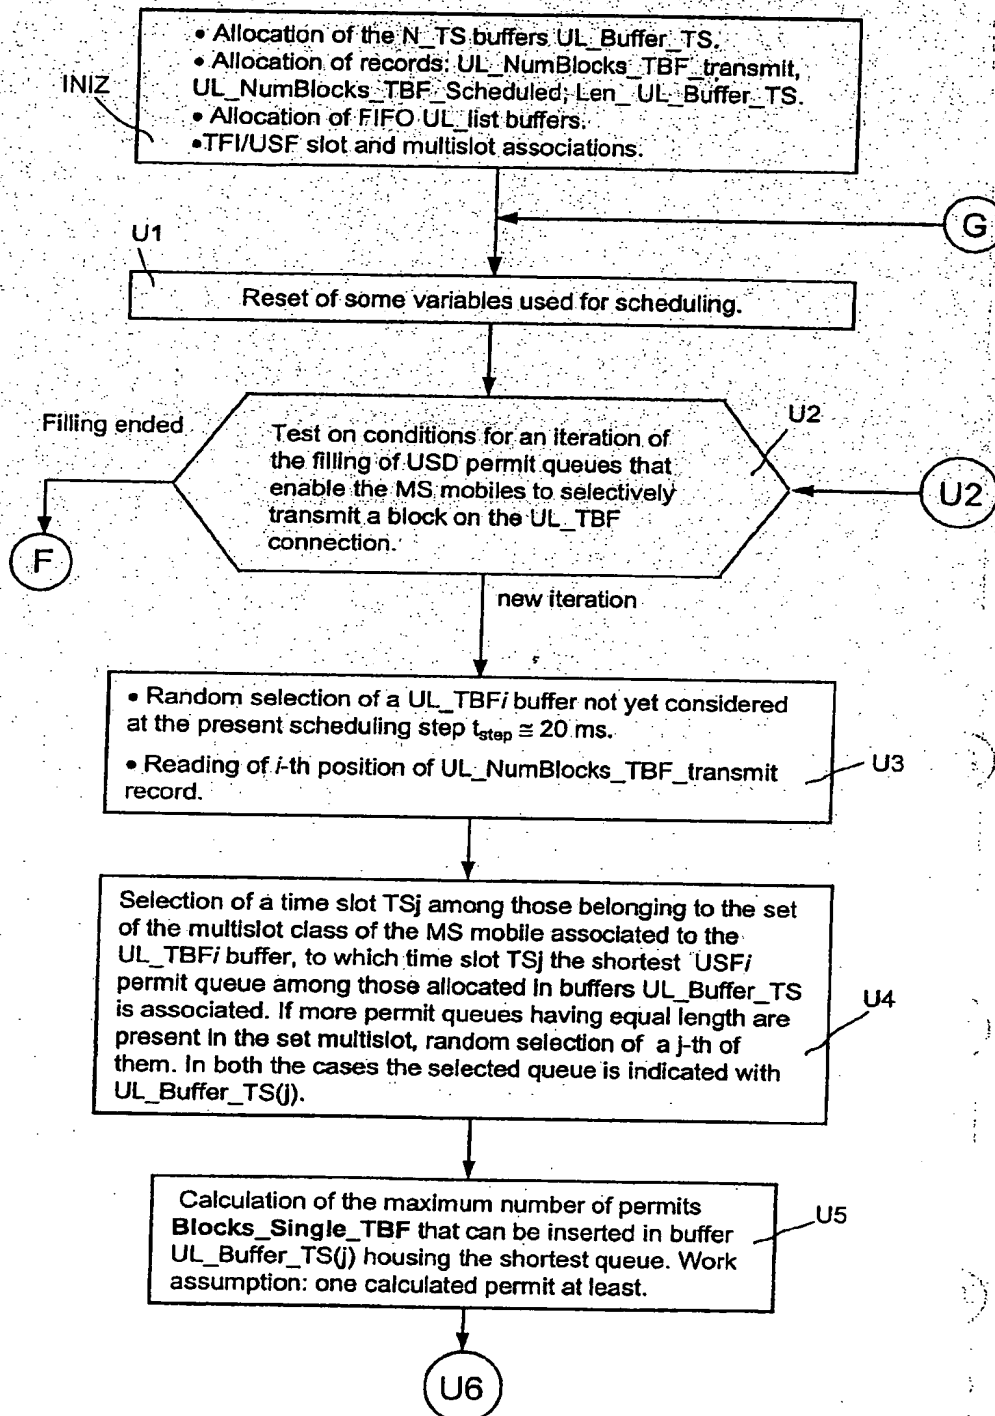 • Allocation of the N_TS buffers UL_Buffer_TS.
• Allocation of records: UL_NumBlocks_TBF_transmit,
UL_NumBlocks_TBF_Scheduled; Len_ UL_Buffer_TS.
• Allocation of FIFO UL_list buffers.
•TFI/USF slot and multislot associations.
INIZ
G
U1
Reset of some variables used for scheduling.
Filling ended
U2
Test on conditions for an iteration of
the filling of USD permit queues that
enable the MS mobiles to selectively
transmit a block on the UL_TBF
connection.
U2
F
new iteration
• Random selection of a UL_TBFi buffer not yet considered
at the present scheduling step tstep ≅ 20 ms.
• Reading of i-th position of UL_NumBlocks_TBF_transmit
record.
U3
Selection of a time slot TSj among those belonging to the set
of the multislot class of the MS mobile associated to the
UL_TBFi buffer, to which time slot TSj the shortest USFi
permit queue among those allocated in buffers UL_Buffer_TS
is associated. If more permit queues having equal length are
present in the set multislot, random selection of a j-th of
them. In both the cases the selected queue is indicated with
UL_Buffer_TS(j).
U4
Calculation of the maximum number of permits
Blocks_Single_TBF that can be inserted in buffer
UL_Buffer_TS(j) housing the shortest queue. Work
assumption: one calculated permit at least.
U5
U6